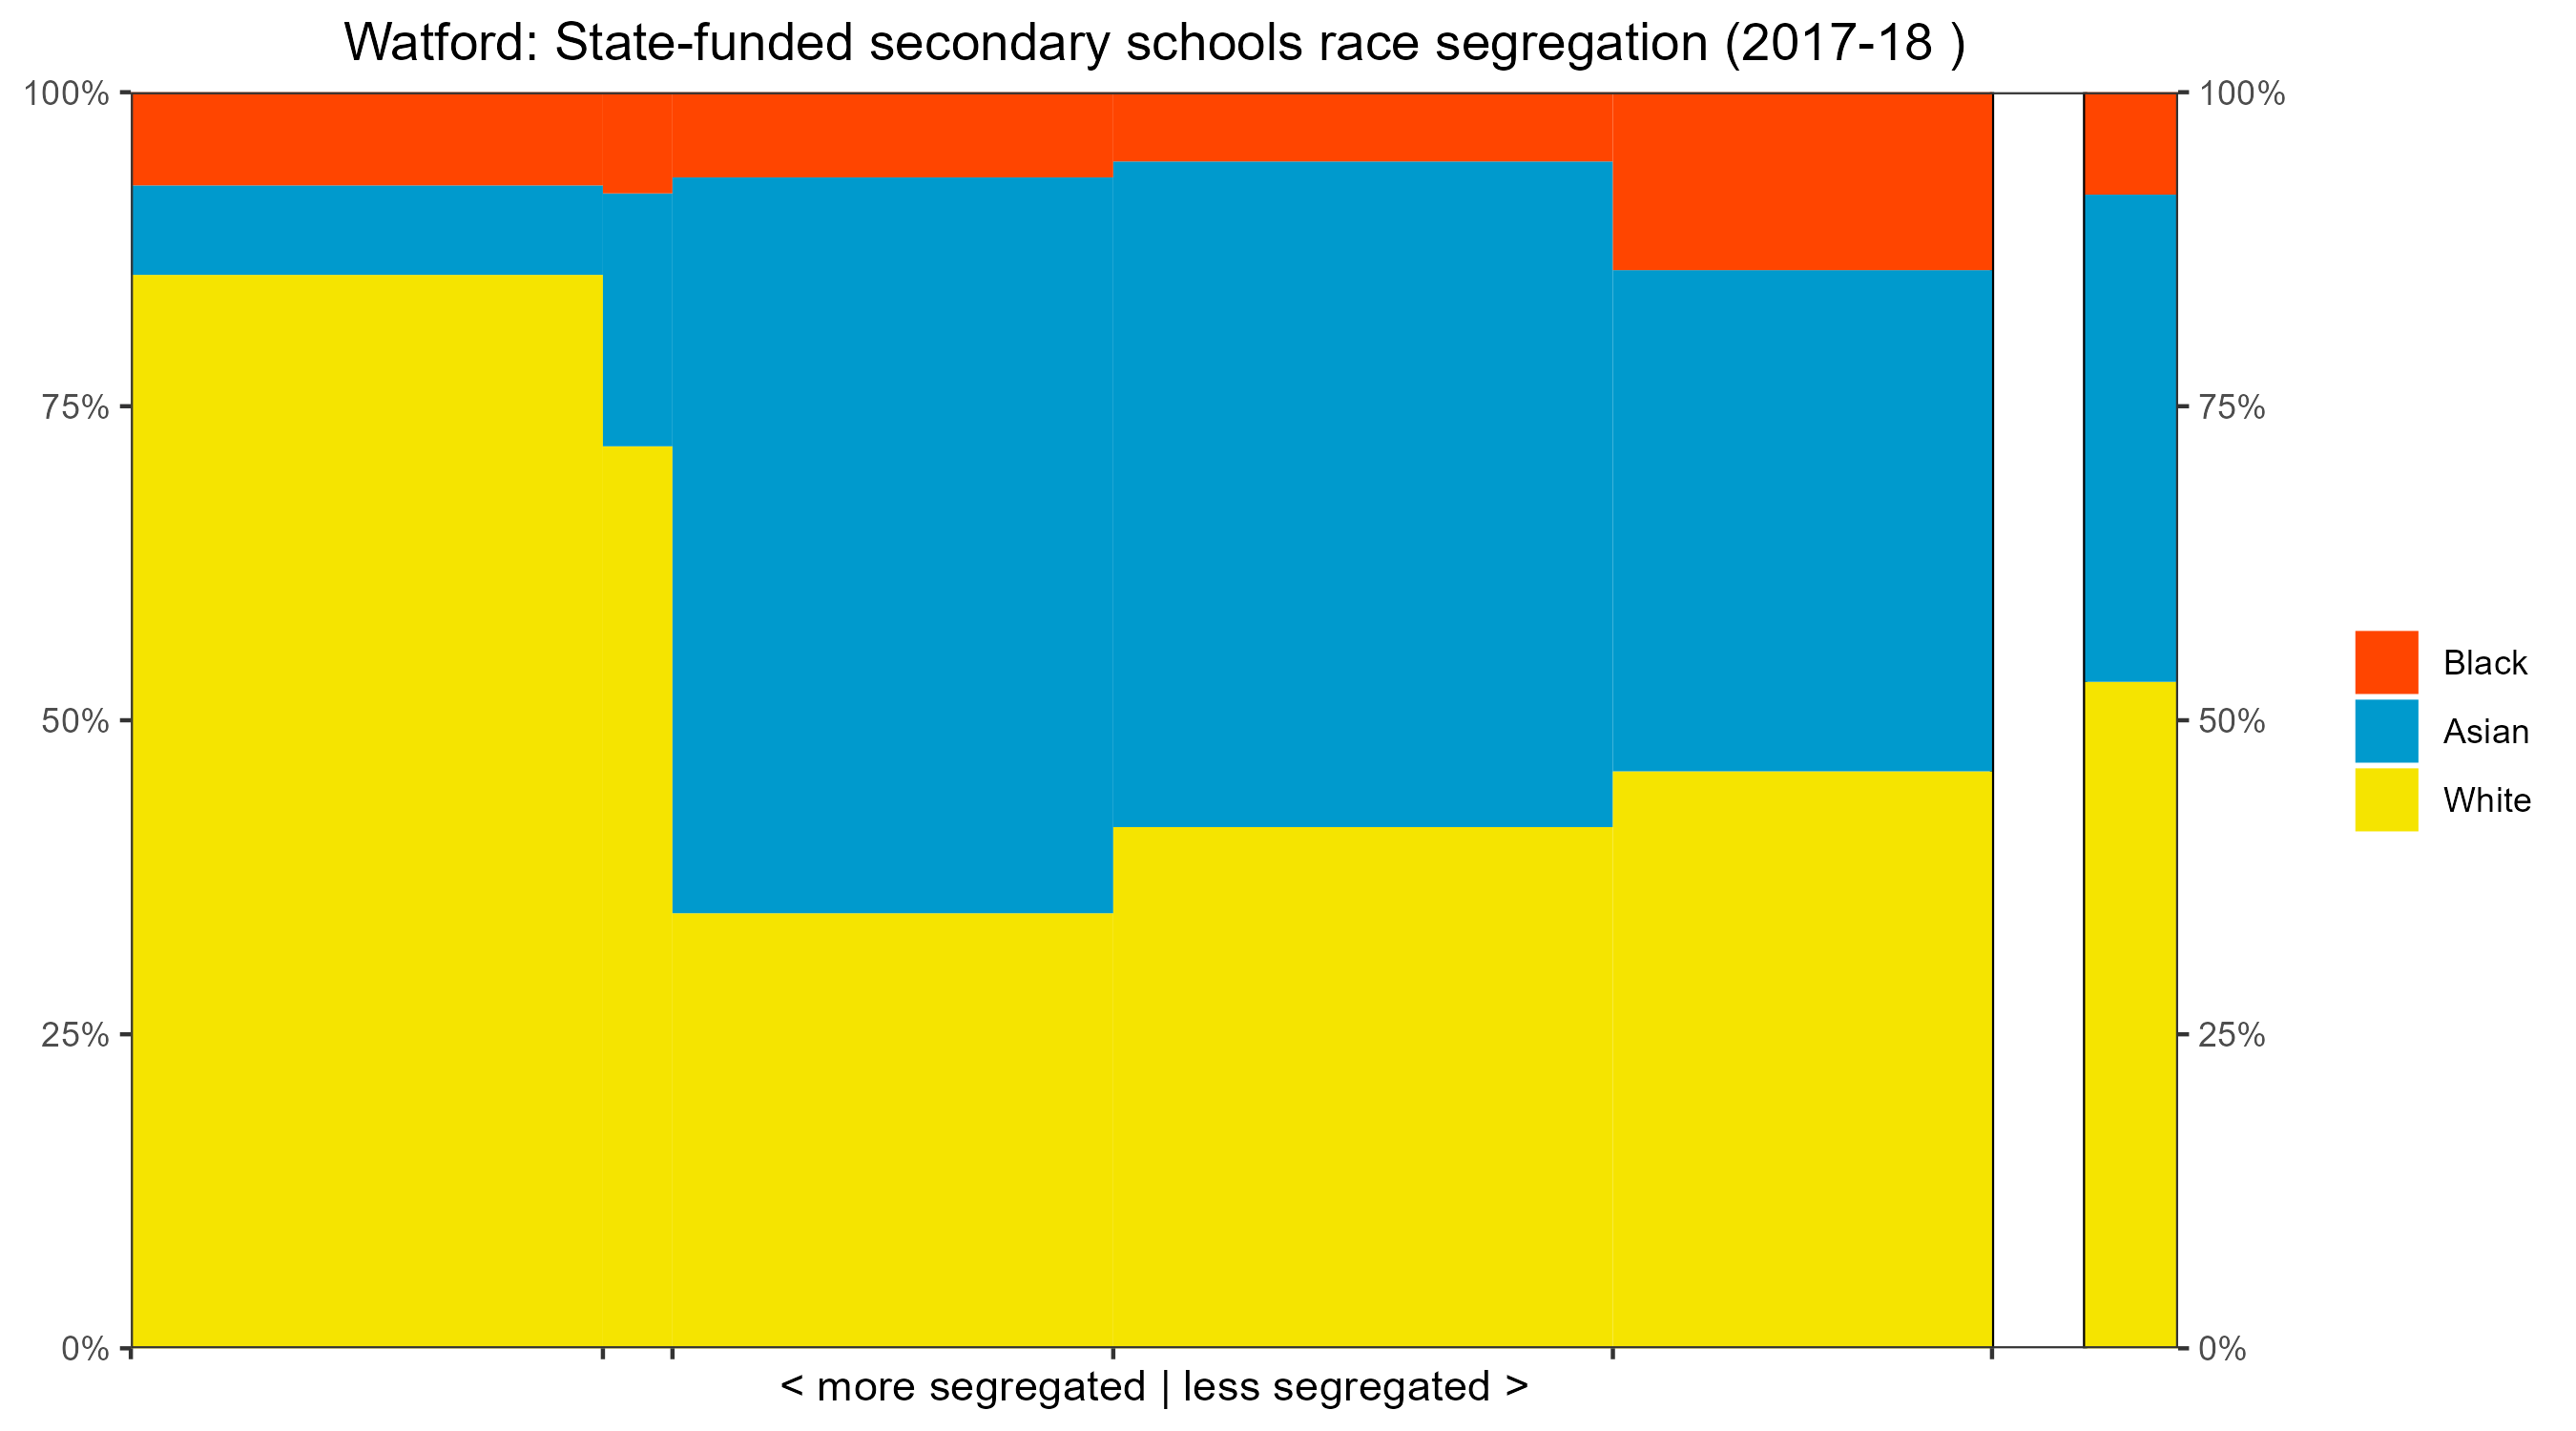 Watford: State-funded secondary schools race segregation (2017-18 )
100% 100%
75% 75%
50% 50%
25% 25%
0% 0%
Black
Asian
White
< more segregated | less segregated >